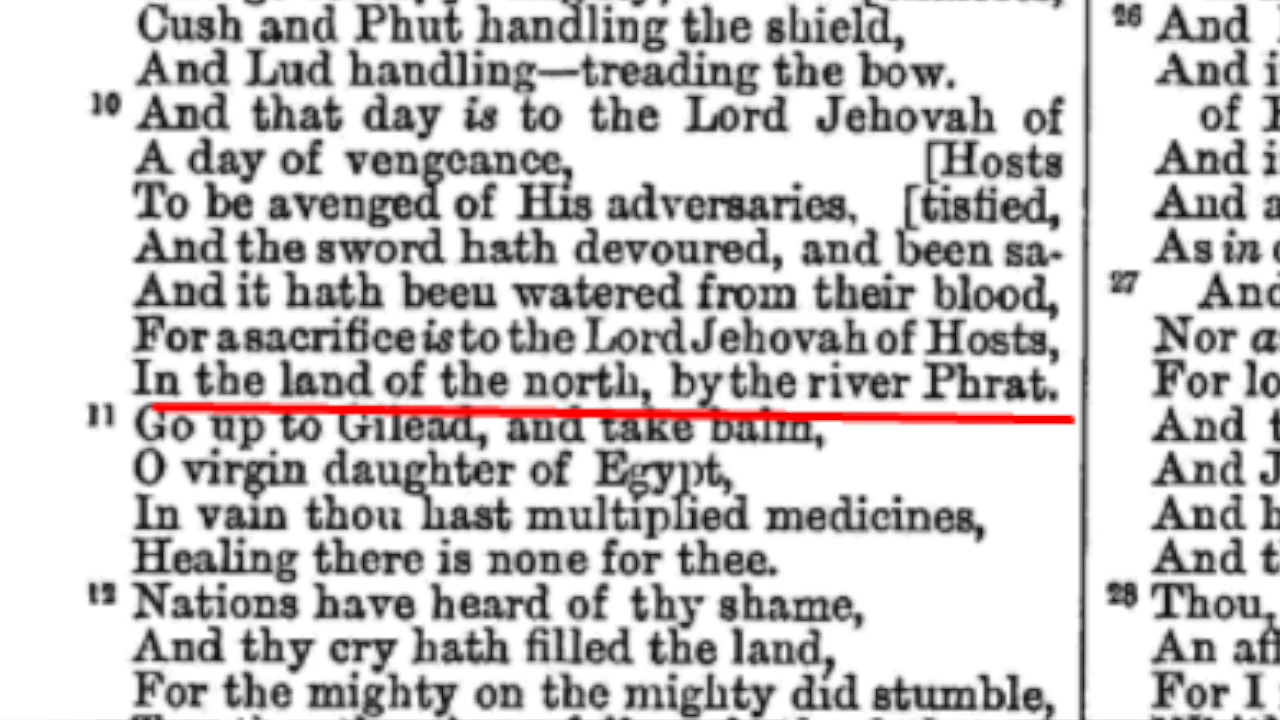 Cush and Phut handling the shield,
And Lud handling—treading the bow.
10 And that day is to the Lord Jehovah of
A day of vengeance, [Hosts
To be avenged of His adversaries. [tisfied,
And the sword hath devoured, and been sa-
And it hath been watered from their blood,
For a sacrifice is to the Lord Jehovah of Hosts,
In the land of the north, by the river Phrat.
11 Go up to Gilead, and take balm,
O virgin daughter of Egypt,
In vain thou hast multiplied medicines,
Healing there is none for thee.
12 Nations have heard of thy shame,
And thy cry hath filled the land,
For the mighty on the mighty did stumble,
26 And
And
of
And
And
As in
27 And
Nor
For
And
And
And
And
28 Thou,
An
For I